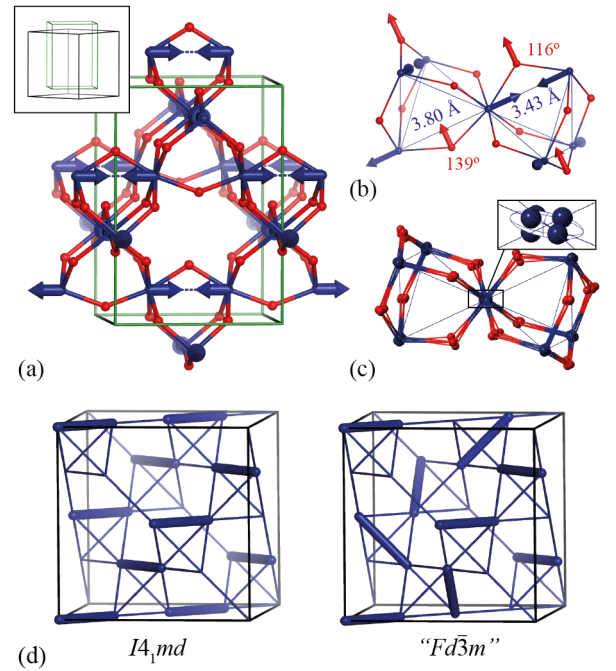 (a)
116°
3.80 Å
3.43 Å
139°
(b)
(c)
(d)
I4₁md
“Fd3̄m”